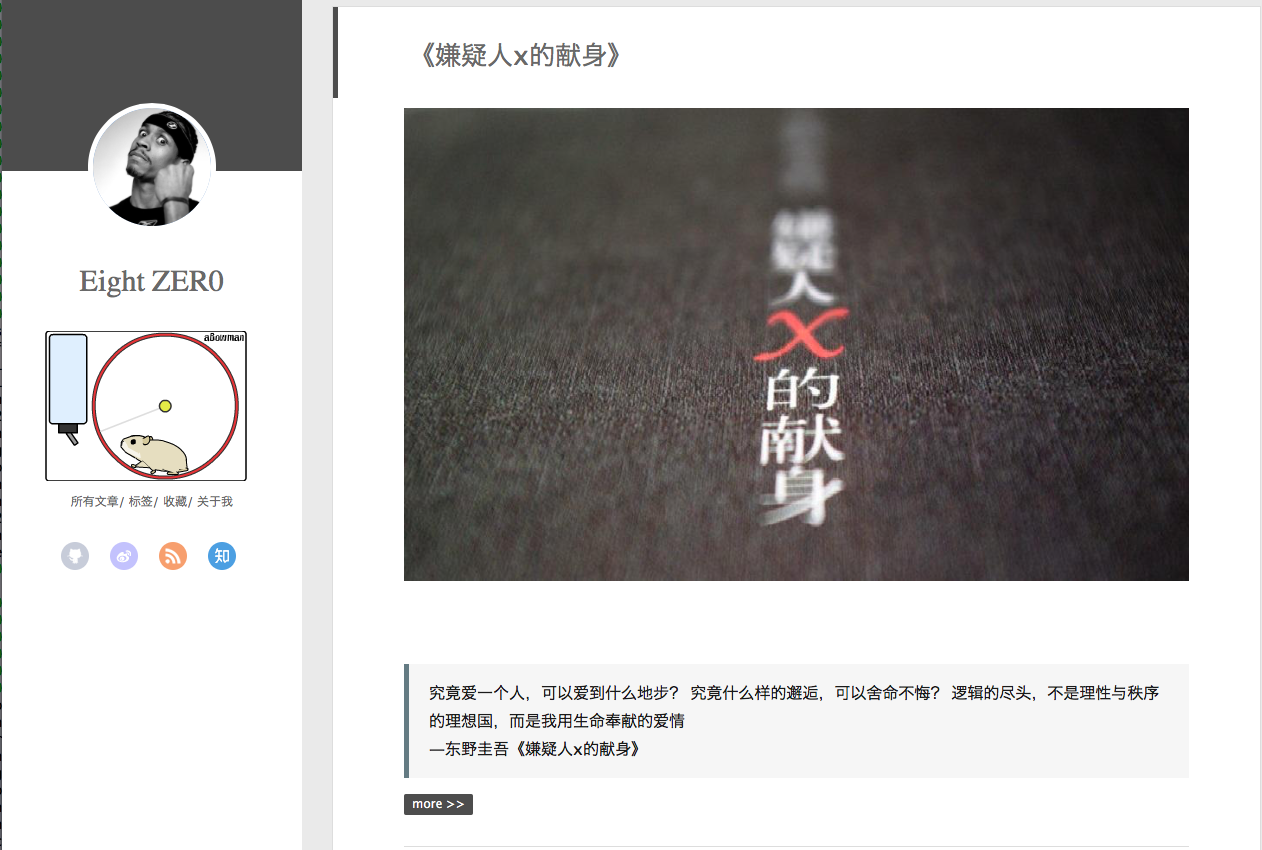 Eight ZER0
aBowman
所有文章/ 标签/ 收藏/ 关于我
知
《嫌疑人x的献身》
嫌
疑
人
X
的
献
身
究竟爱一个人，可以爱到什么地步？ 究竟什么样的邂逅，可以舍命不悔？ 逻辑的尽头，不是理性与秩序
的理想国，而是我用生命奉献的爱情
—东野圭吾《嫌疑人x的献身》
more >>